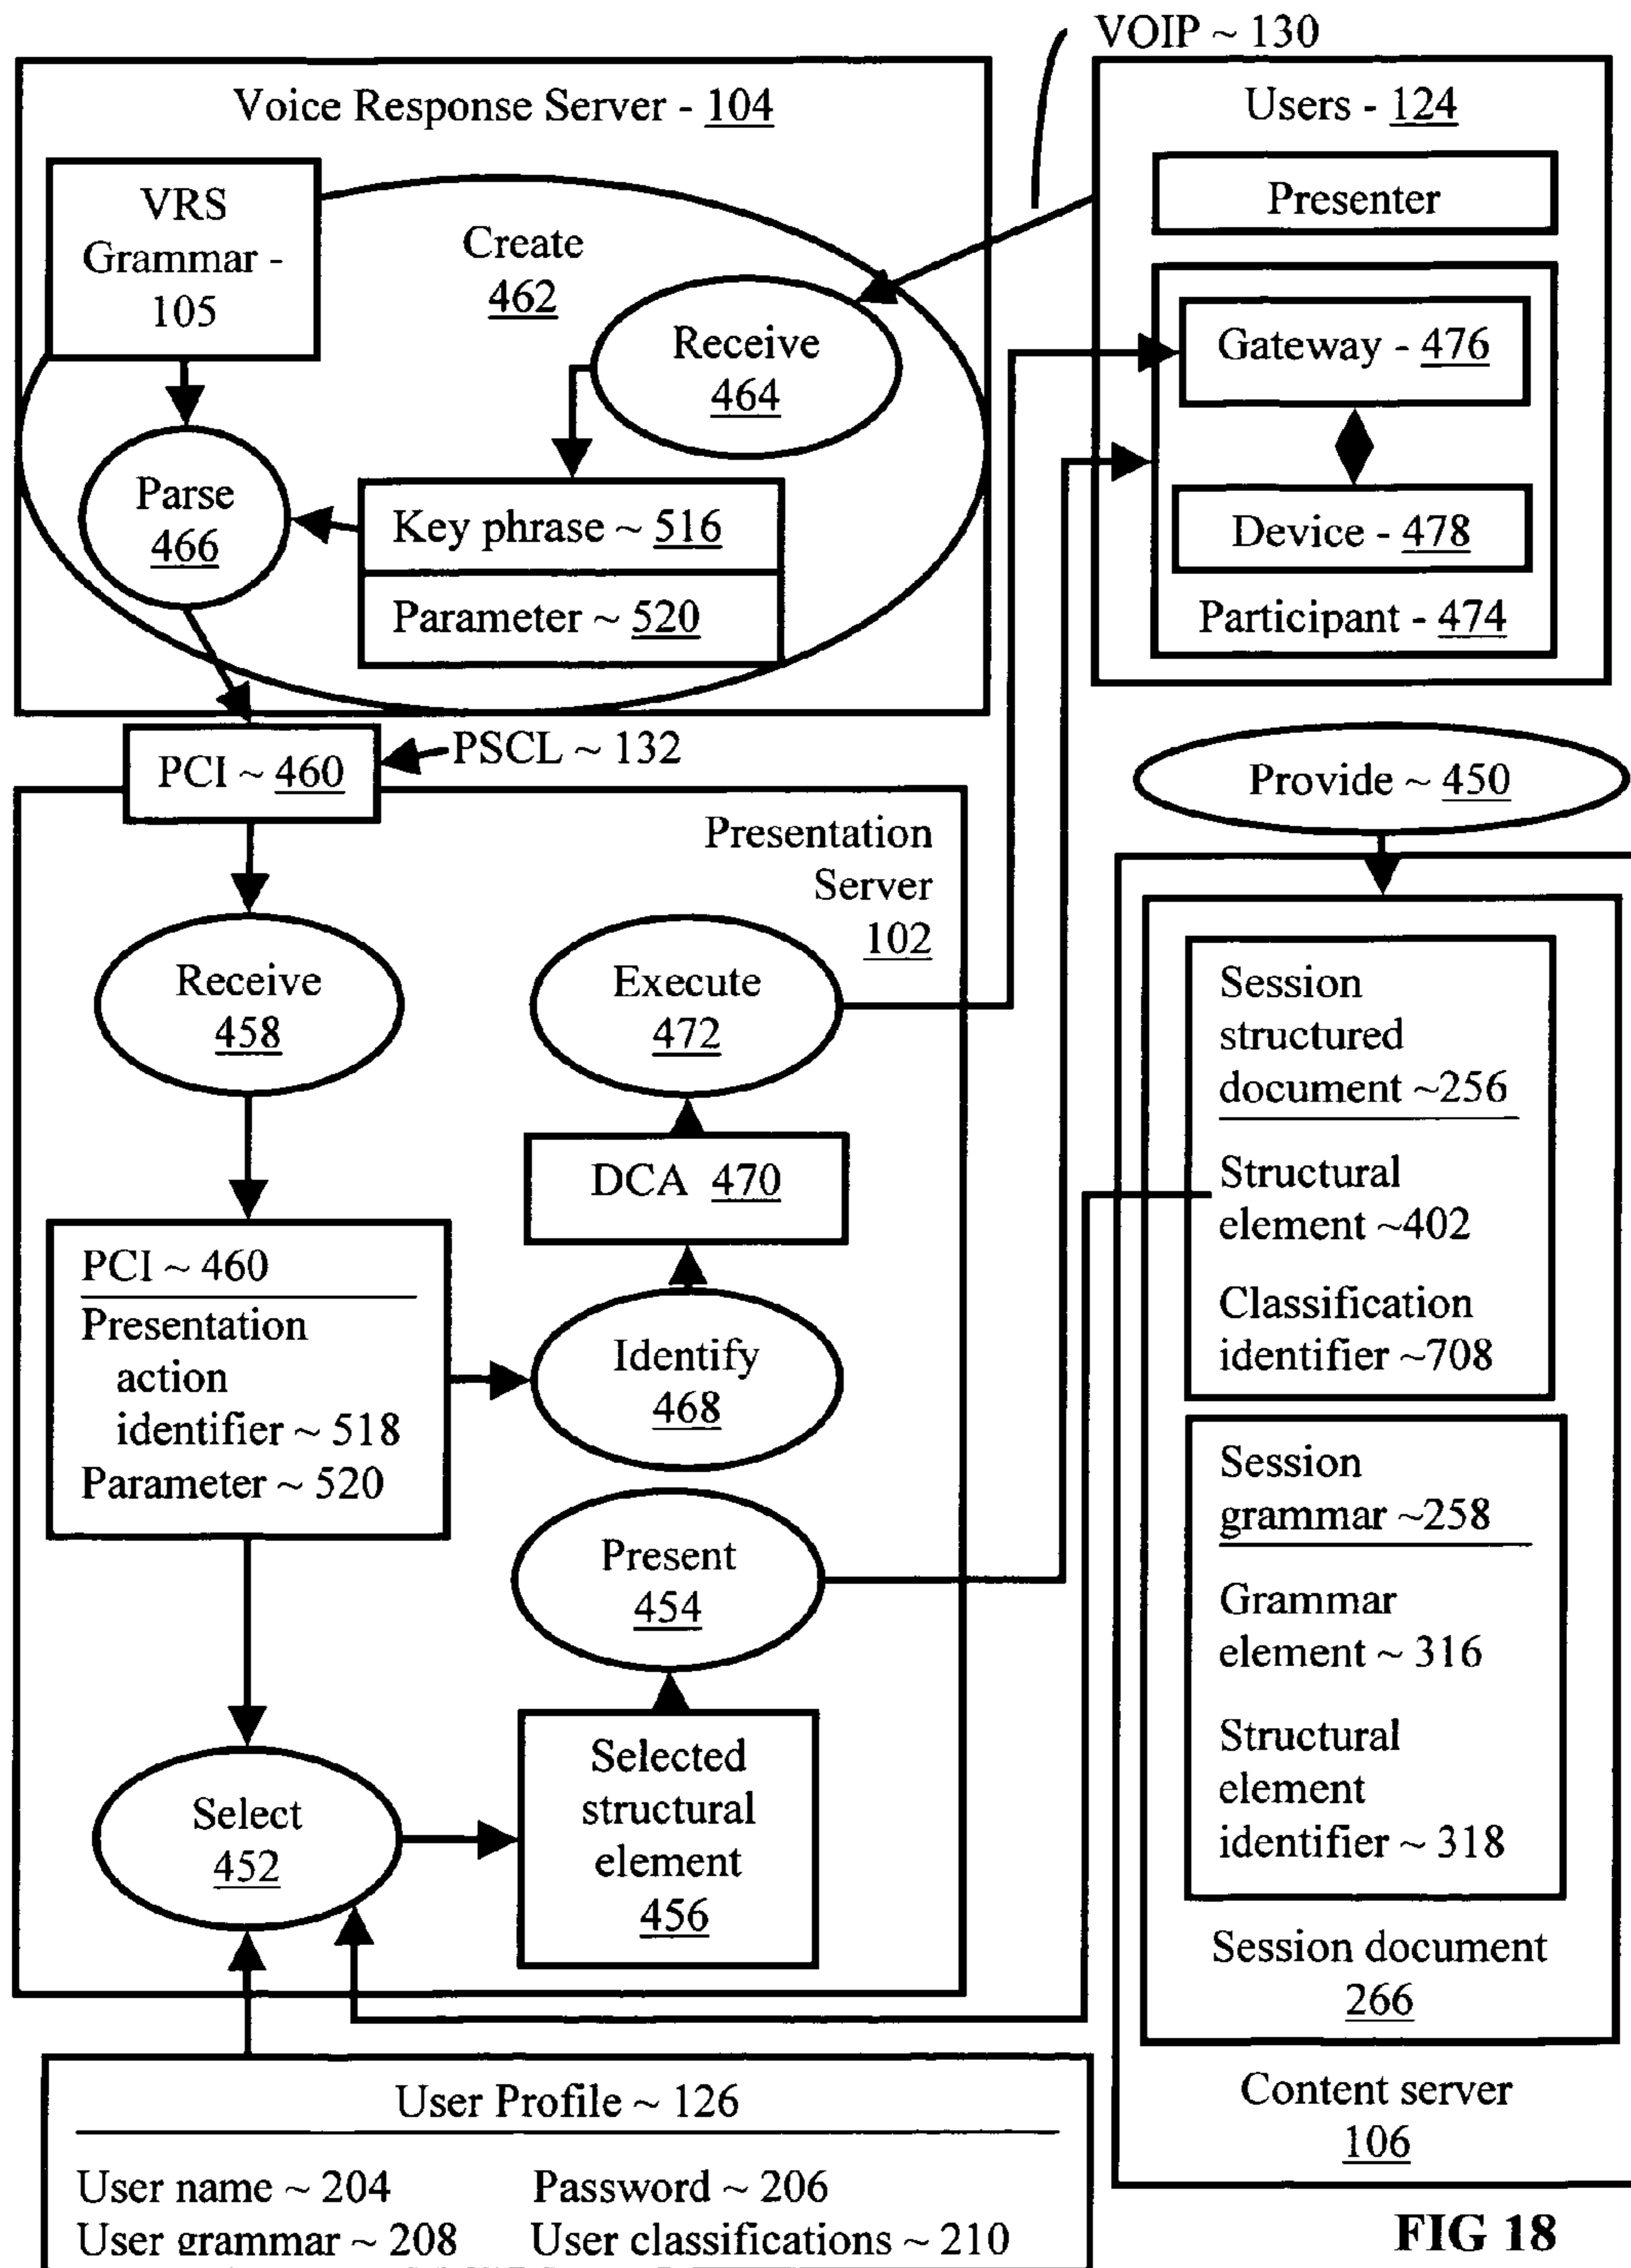 VOIP ~ 130
Voice Response Server - 104
VRS
Grammar -
105
Create
462
Receive
464
Parse
466
Key phrase ~ 516
Parameter ~ 520
Users - 124
Presenter
Gateway - 476
Device - 478
Participant - 474
PCI ~ 460
PSCL ~ 132
Presentation
Server
102
Receive
458
Execute
472
DCA 470
PCI ~ 460
Presentation
action
identifier ~ 518
Parameter ~ 520
Identify
468
Present
454
Select
452
Selected
structural
element
456
Provide ~ 450
Session
structured
document ~256
Structural
element ~402
Classification
identifier ~708
Session
grammar ~258
Grammar
element ~ 316
Structural
element
identifier ~ 318
Session document
266
Content server
106
User Profile ~ 126
User name ~ 204 Password ~ 206
User grammar ~ 208 User classifications ~ 210
FIG 18